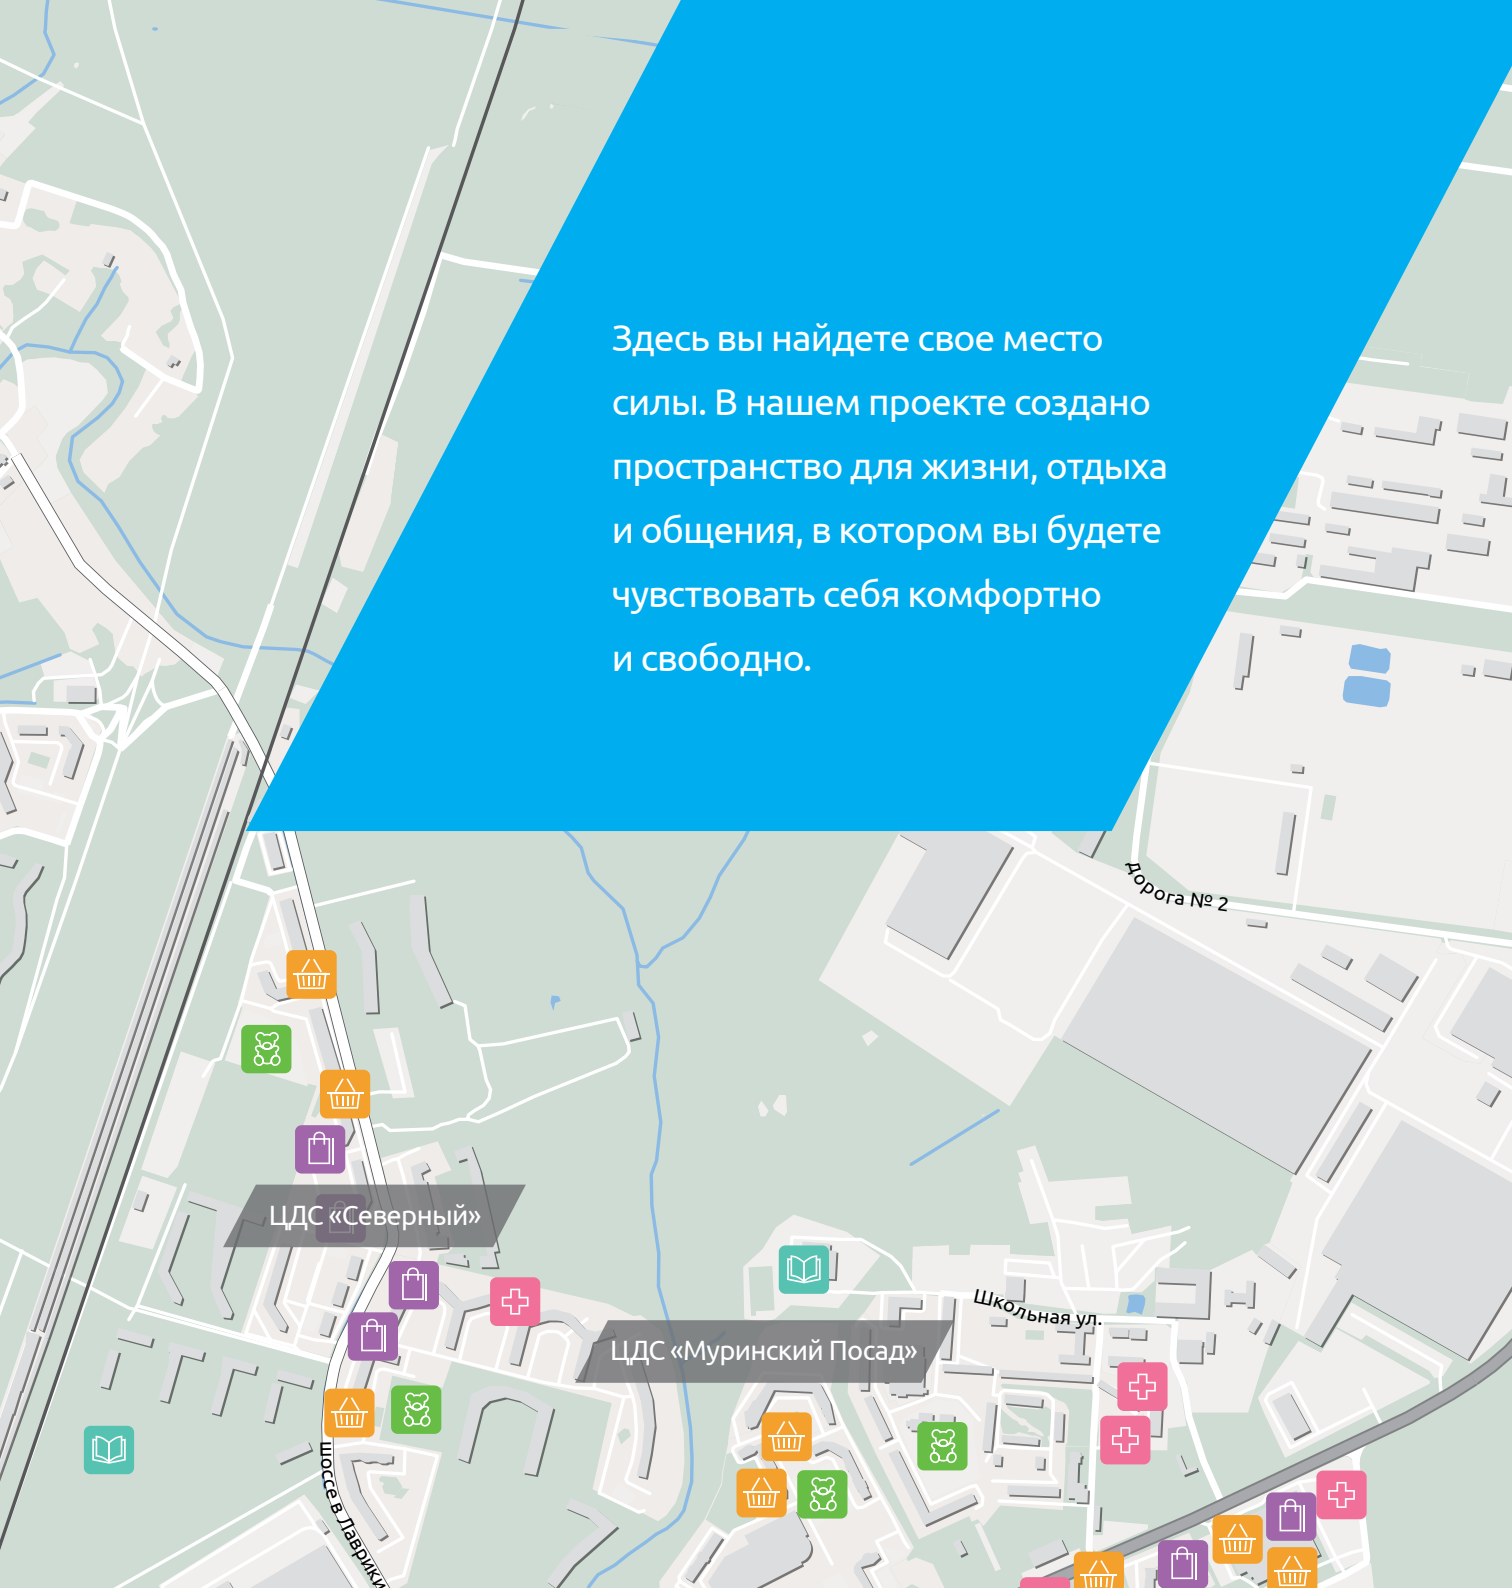 Здесь вы найдете свое место
силы. В нашем проекте создано
пространство для жизни, отдыха
и общения, в котором вы будете
чувствовать себя комфортно
и свободно.
дорога № 2
ЦДС «Северный»
Школьная ул.
ЦДС «Муринский Посад»
шоссе в Лаврики